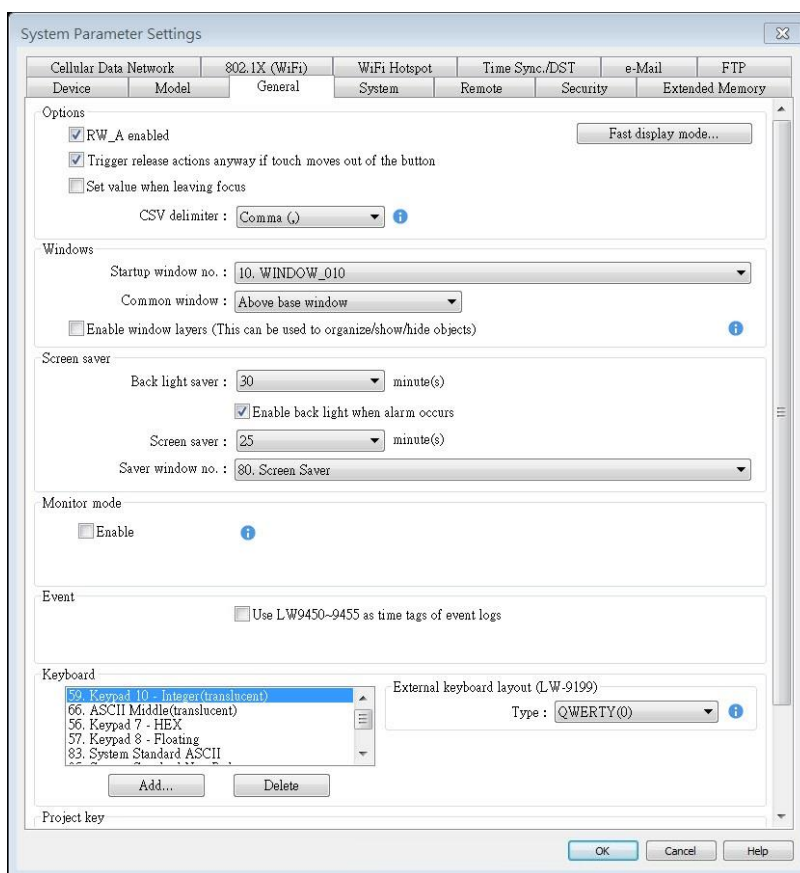 System Parameter Settings
Cellular Data Network 802.1X (WiFi) WiFi Hotspot Time Sync./DST e-Mail FTP
Device Model General System Remote Security Extended Memory
Options
RW_A enabled Fast display mode...
Trigger release actions anyway if touch moves out of the button
Set value when leaving focus
CSV delimiter : Comma (,)
Windows
Startup window no. : 10. WINDOW_010
Common window : Above base window
Enable window layers (This can be used to organize/show/hide objects)
Screen saver
Back light saver : 30 minute(s)
Enable back light when alarm occurs
Screen saver : 25 minute(s)
Saver window no. : 80. Screen Saver
Monitor mode
Enable
Event
Use LW9450~9455 as time tags of event logs
Keyboard
59. Keypad 10 - Integer(translucent)
66. ASCII Middle(translucent)
56. Keypad 7 - HEX
57. Keypad 8 - Floating
83. System Standard ASCII
External keyboard layout (LW-9199)
Type : QWERTY(0)
Add... Delete
Project key
OK Cancel Help